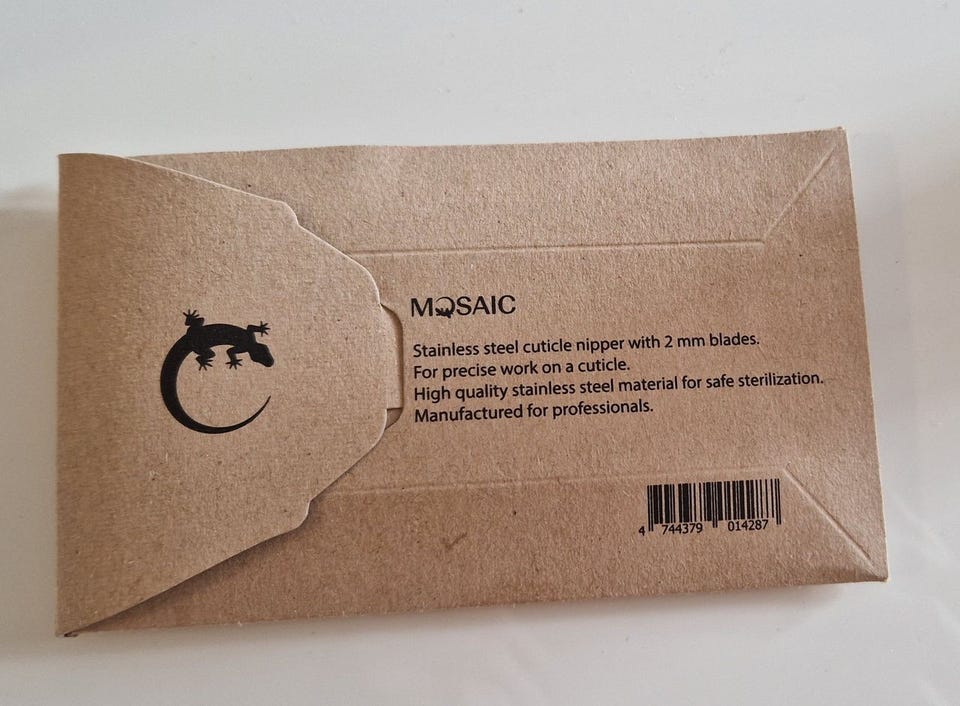 MOSAIC
Stainless steel cuticle nipper with 2 mm blades.
For precise work on a cuticle.
High quality stainless steel material for safe sterilization.
Manufactured for professionals.
4 744379 014287